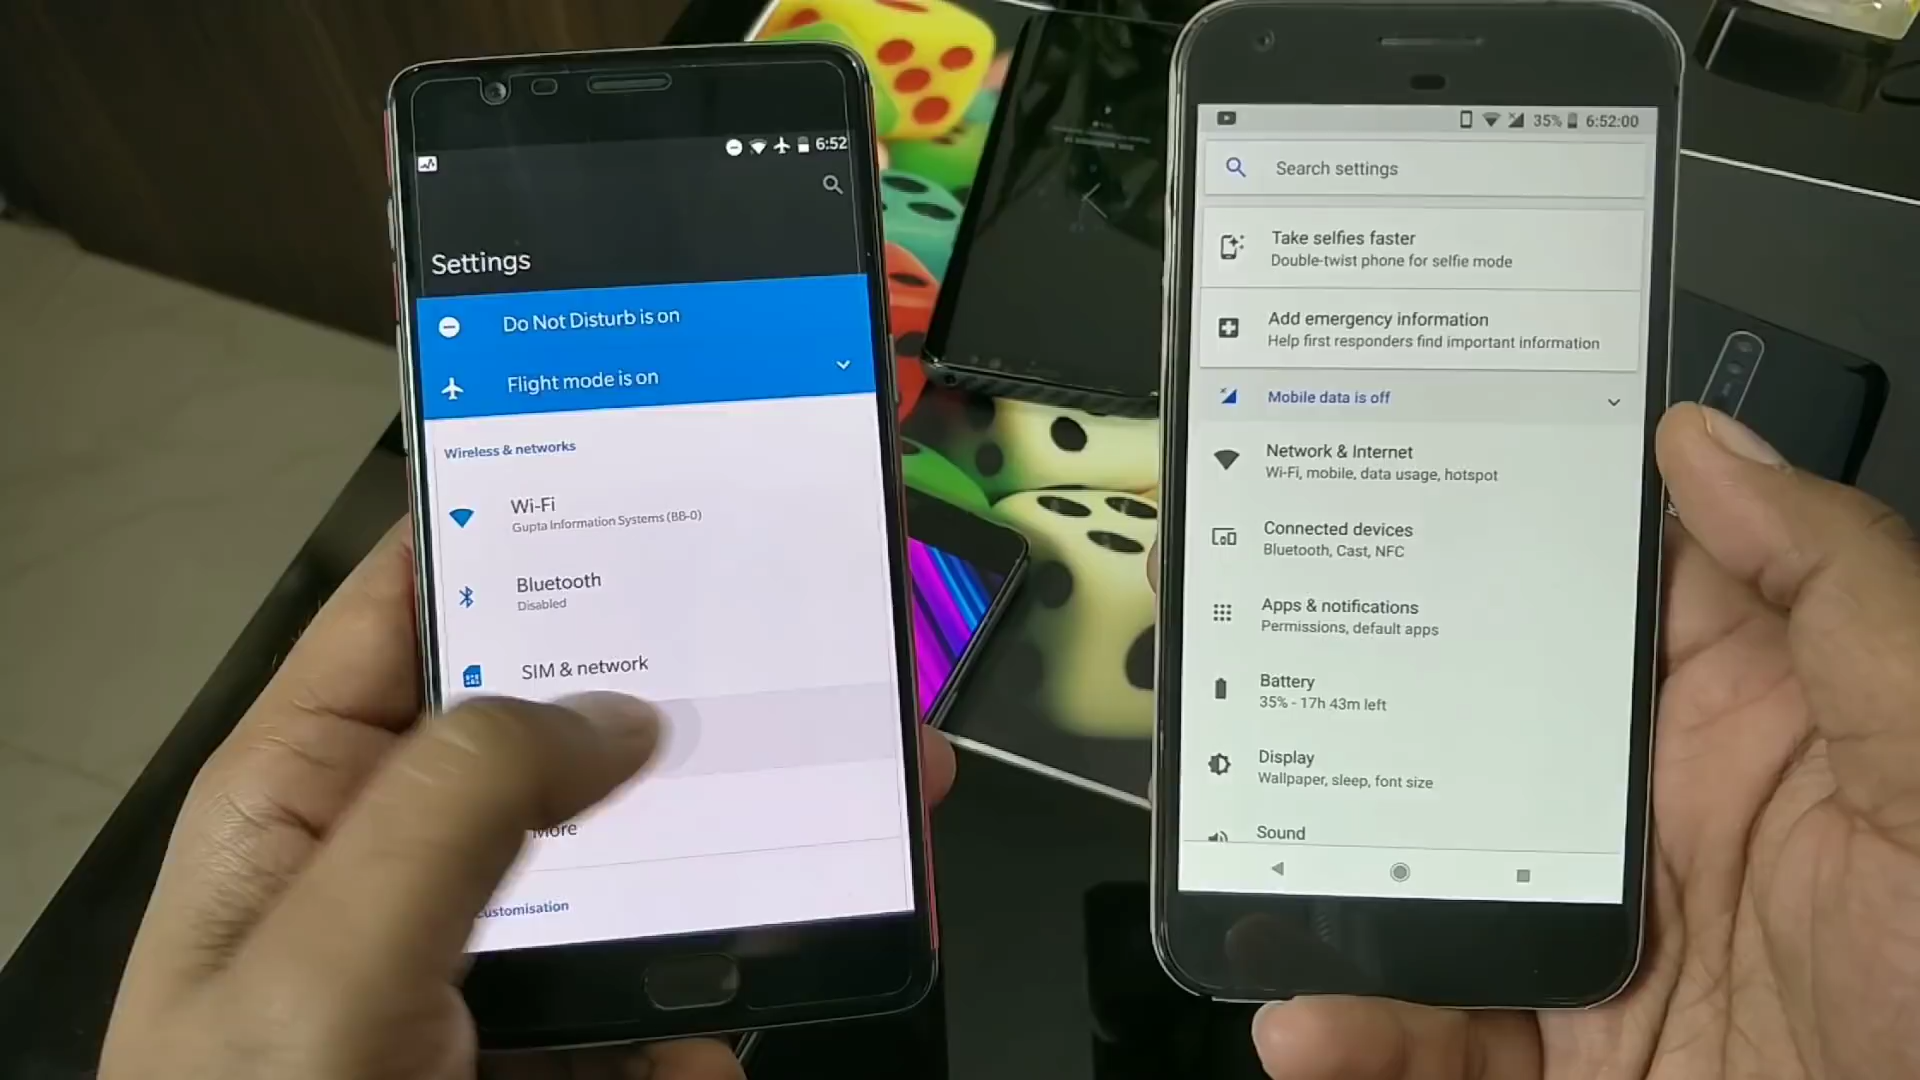 6:52
Settings
Do Not Disturb is on
Flight mode is on
Wireless & networks
Wi-Fi
Gupta Information Systems (BB-0)
Bluetooth
Disabled
SIM & network
More
Customisation
35% 6:52:00
Search settings
Take selfies faster
Double-twist phone for selfie mode
Add emergency information
Help first responders find important information
Mobile data is off
Network & Internet
Wi-Fi, mobile, data usage, hotspot
Connected devices
Bluetooth, Cast, NFC
Apps & notifications
Permissions, default apps
Battery
35% - 17h 43m left
Display
Wallpaper, sleep, font size
Sound